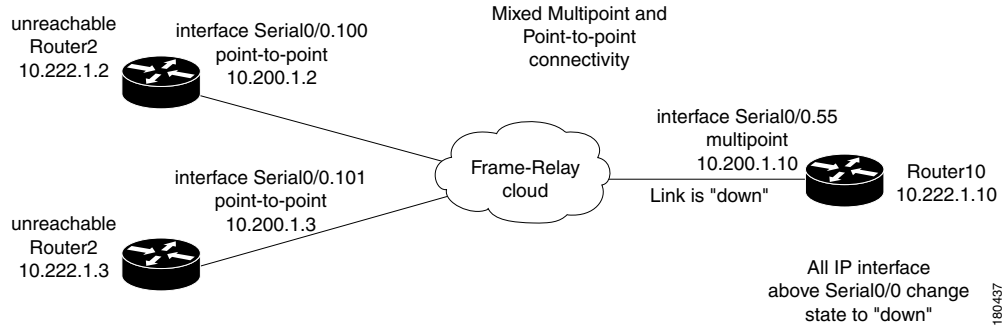 unreachable
Router2
10.222.1.2
interface Serial0/0.100
point-to-point
10.200.1.2
Mixed Multipoint and
Point-to-point
connectivity
unreachable
Router2
10.222.1.3
interface Serial0/0.101
point-to-point
10.200.1.3
Frame-Relay
cloud
interface Serial0/0.55
multipoint
10.200.1.10
Link is "down"
Router10
10.222.1.10
All IP interface
above Serial0/0 change
state to "down"
180437